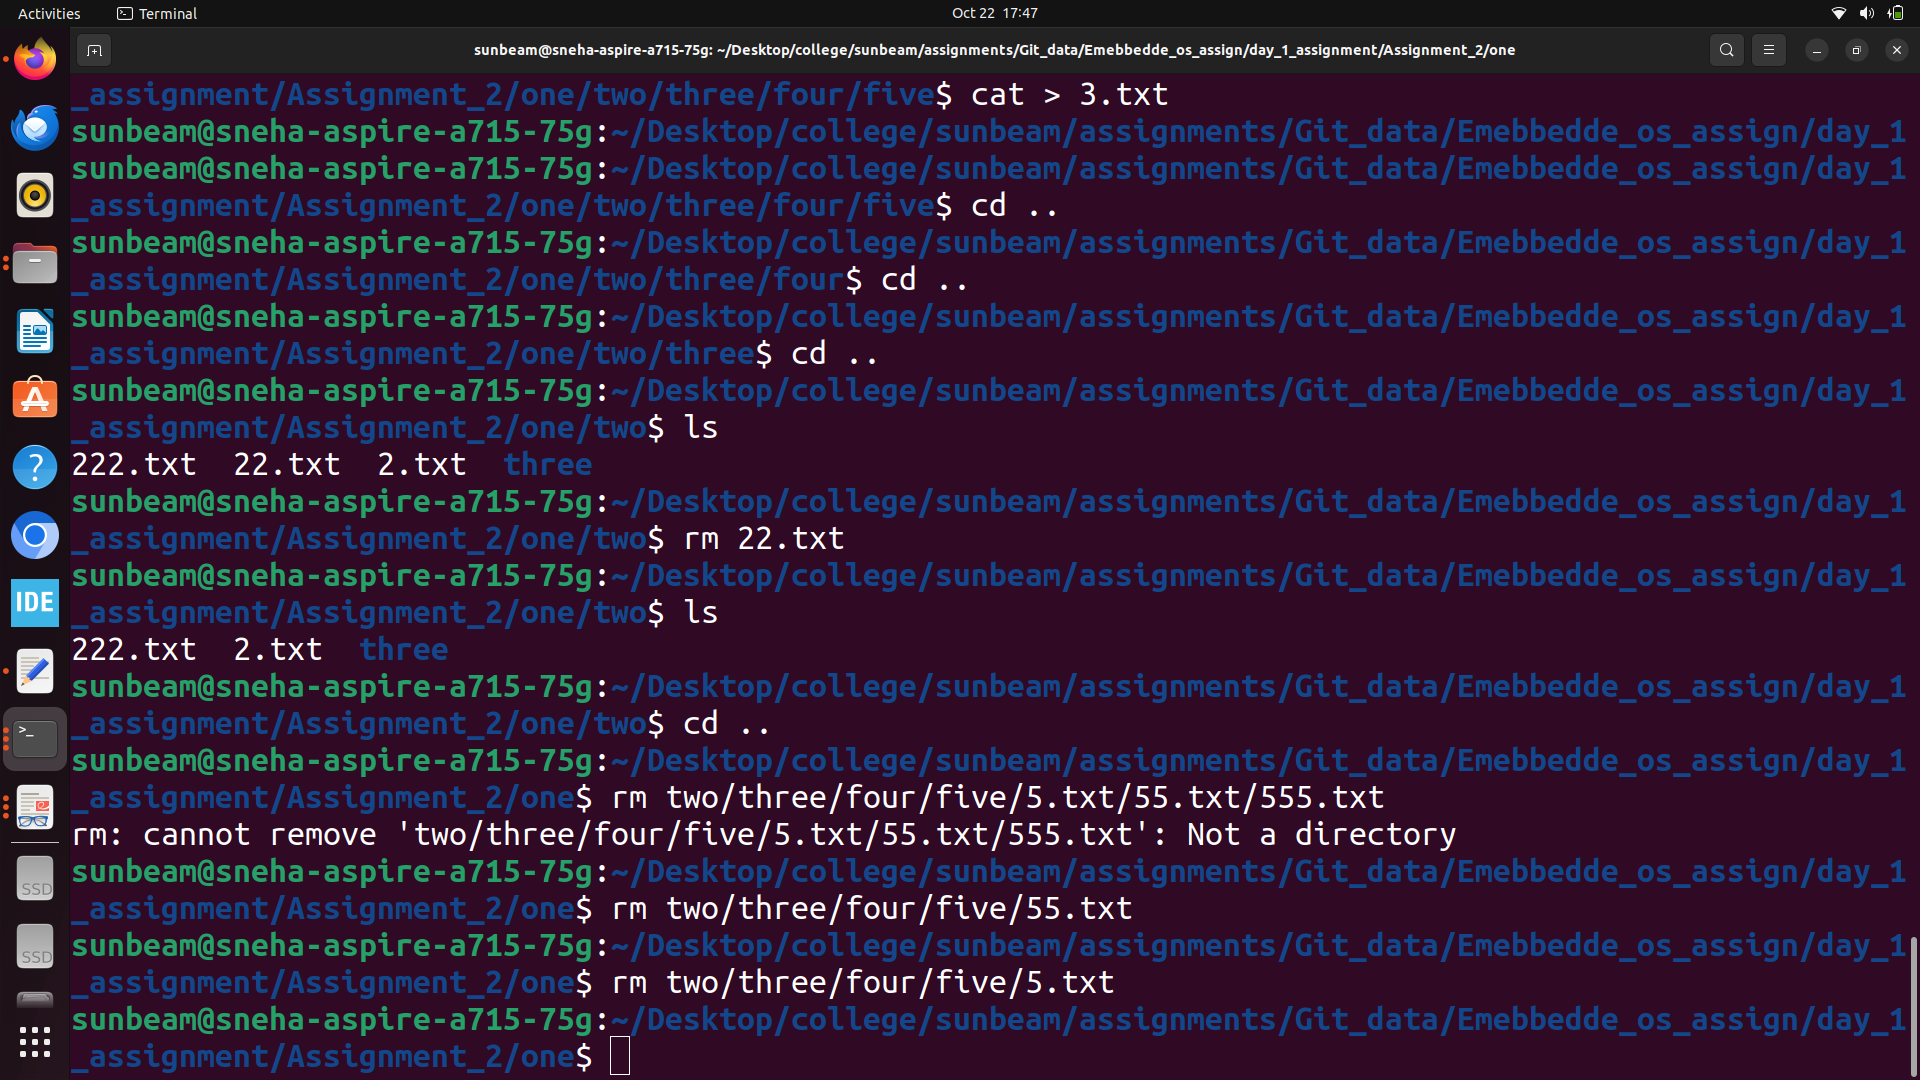 Activities
Terminal
Oct 22 17:47
sunbeam@sneha-aspire-a715-75g: ~/Desktop/college/sunbeam/assignments/Git_data/Emebbedde_os_assign/day_1_assignment/Assignment_2/one
_assignment/Assignment_2/one/two/three/four/five$ cat > 3.txt
sunbeam@sneha-aspire-a715-75g:~/Desktop/college/sunbeam/assignments/Git_data/Emebbedde_os_assign/day_1
sunbeam@sneha-aspire-a715-75g:~/Desktop/college/sunbeam/assignments/Git_data/Emebbedde_os_assign/day_1
_assignment/Assignment_2/one/two/three/four/five$ cd ..
sunbeam@sneha-aspire-a715-75g:~/Desktop/college/sunbeam/assignments/Git_data/Emebbedde_os_assign/day_1
_assignment/Assignment_2/one/two/three/four$ cd ..
sunbeam@sneha-aspire-a715-75g:~/Desktop/college/sunbeam/assignments/Git_data/Emebbedde_os_assign/day_1
_assignment/Assignment_2/one/two/three$ cd ..
sunbeam@sneha-aspire-a715-75g:~/Desktop/college/sunbeam/assignments/Git_data/Emebbedde_os_assign/day_1
_assignment/Assignment_2/one/two$ ls
222.txt  22.txt  2.txt  three
sunbeam@sneha-aspire-a715-75g:~/Desktop/college/sunbeam/assignments/Git_data/Emebbedde_os_assign/day_1
_assignment/Assignment_2/one/two$ rm 22.txt
sunbeam@sneha-aspire-a715-75g:~/Desktop/college/sunbeam/assignments/Git_data/Emebbedde_os_assign/day_1
_assignment/Assignment_2/one/two$ ls
222.txt  2.txt  three
sunbeam@sneha-aspire-a715-75g:~/Desktop/college/sunbeam/assignments/Git_data/Emebbedde_os_assign/day_1
_assignment/Assignment_2/one/two$ cd ..
sunbeam@sneha-aspire-a715-75g:~/Desktop/college/sunbeam/assignments/Git_data/Emebbedde_os_assign/day_1
_assignment/Assignment_2/one$ rm two/three/four/five/5.txt/55.txt/555.txt
rm: cannot remove 'two/three/four/five/5.txt/55.txt/555.txt': Not a directory
sunbeam@sneha-aspire-a715-75g:~/Desktop/college/sunbeam/assignments/Git_data/Emebbedde_os_assign/day_1
_assignment/Assignment_2/one$ rm two/three/four/five/55.txt
sunbeam@sneha-aspire-a715-75g:~/Desktop/college/sunbeam/assignments/Git_data/Emebbedde_os_assign/day_1
_assignment/Assignment_2/one$ rm two/three/four/five/5.txt
sunbeam@sneha-aspire-a715-75g:~/Desktop/college/sunbeam/assignments/Git_data/Emebbedde_os_assign/day_1
_assignment/Assignment_2/one$
IDE
SSD
SSD